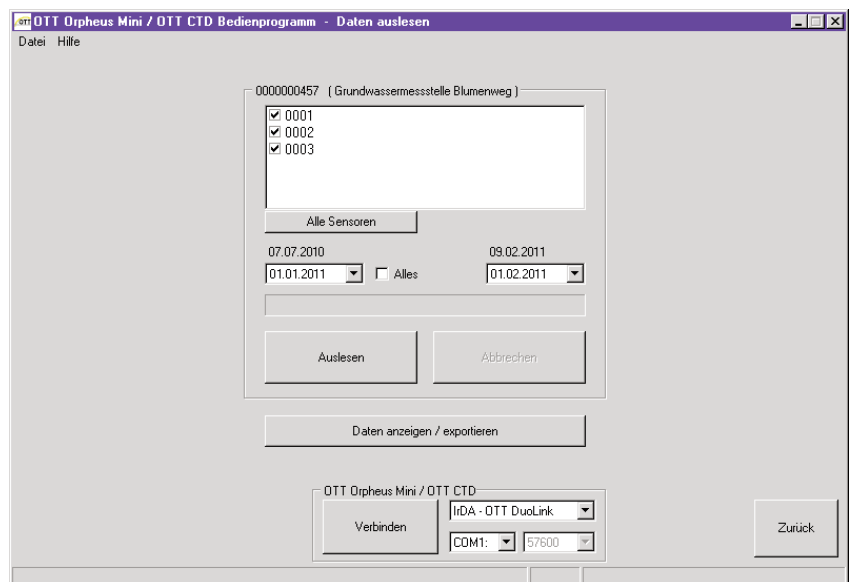 OTT OTT Orpheus Mini / OTT CTD Bedienprogramm - Daten auslesen
Datei Hilfe
0000000457 ( Grundwassermessstelle Blumenweg )
0001
0002
0003
Alle Sensoren
07.07.2010 09.02.2011
01.01.2011 Alles 01.02.2011
Auslesen Abbrechen
Daten anzeigen / exportieren
OTT Orpheus Mini / OTT CTD
Verbinden IrDA - OTT DuoLink
COM1: 57600
Zurück